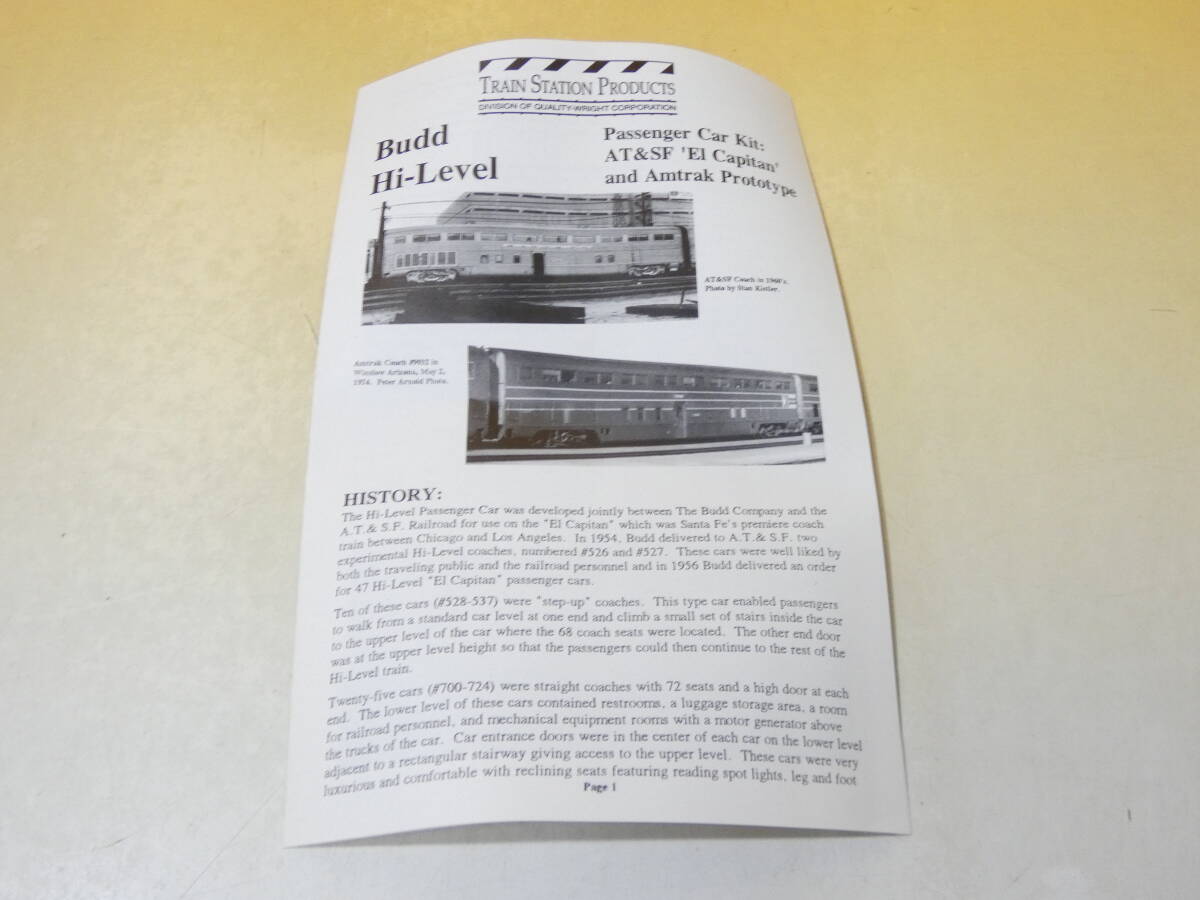 TRAIN STATION PRODUCTS
DIVISION OF QUALITY-WRIGHT CORPORATION
Budd
Hi-Level
Passenger Car Kit:
AT&SF 'El Capitan'
and Amtrak Prototype
AT&SF Coach in 1960's.
Photo by Stan Kistler.
Amtrak Coach #9932 in
Winslow Arizona, May 2,
1974. Peter Arnold Photo.
HISTORY:
The Hi-Level Passenger Car was developed jointly between The Budd Company and the
A.T.& S.F. Railroad for use on the "El Capitan" which was Santa Fe's premiere coach
train between Chicago and Los Angeles. In 1954, Budd delivered to A.T.& S.F. two
experimental Hi-Level coaches, numbered #526 and #527. These cars were well liked by
both the traveling public and the railroad personnel and in 1956 Budd delivered an order
for 47 Hi-Level "El Capitan" passenger cars.
Ten of these cars (#528-537) were "step-up" coaches. This type car enabled passengers
to walk from a standard car level at one end and climb a small set of stairs inside the car
to the upper level of the car where the 68 coach seats were located. The other end door
was at the upper level height so that the passengers could then continue to the rest of the
Hi-Level train.
Twenty-five cars (#700-724) were straight coaches with 72 seats and a high door at each
end. The lower level of these cars contained restrooms, a luggage storage area, a room
for railroad personnel, and mechanical equipment rooms with a motor generator above
the trucks of the car. Car entrance doors were in the center of each car on the lower level
adjacent to a rectangular stairway giving access to the upper level. These cars were very
luxurious and comfortable with reclining seats featuring reading spot lights, leg and foot
Page 1